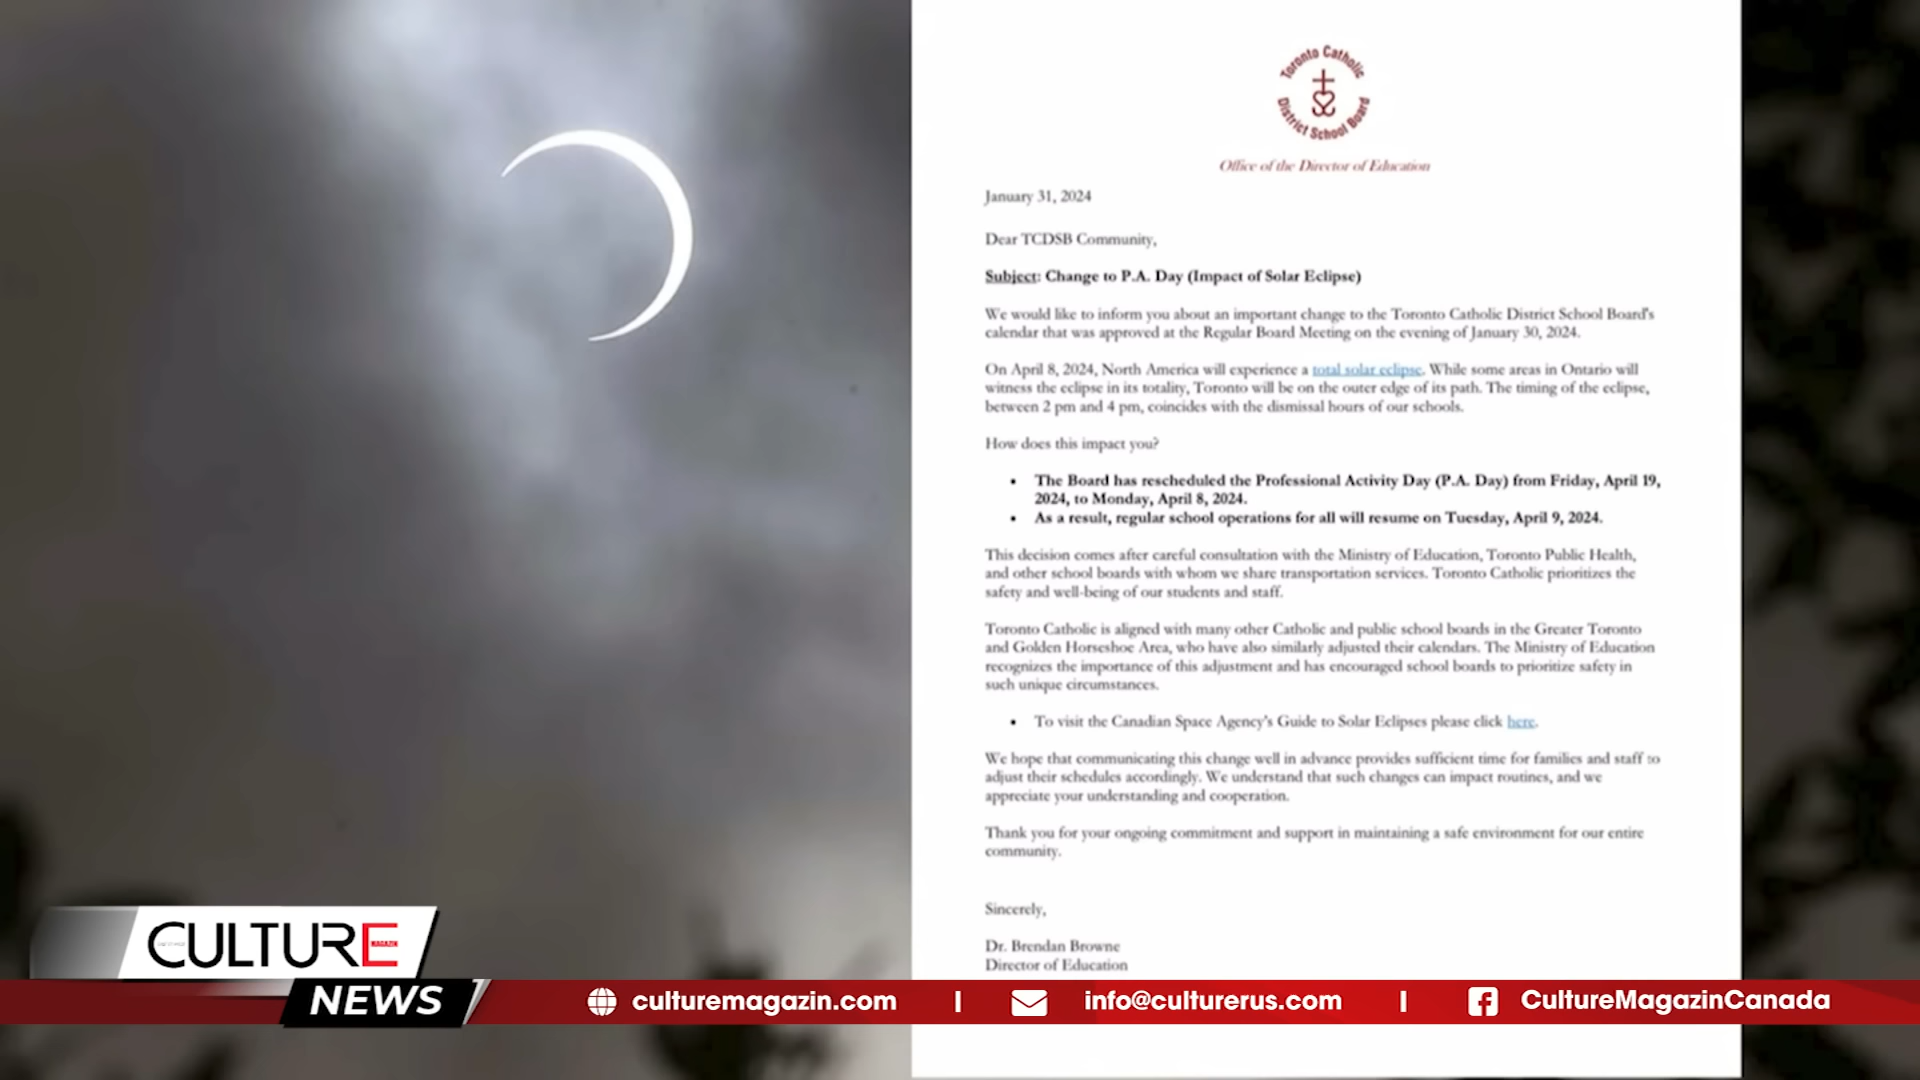 Toronto Catholic
District School Board
Office of the Director of Education
January 31, 2024
Dear TCDSB Community,
Subject: Change to P.A. Day (Impact of Solar Eclipse)
We would like to inform you about an important change to the Toronto Catholic District School Board's
calendar that was approved at the Regular Board Meeting on the evening of January 30, 2024.
On April 8, 2024, North America will experience a total solar eclipse. While some areas in Ontario will
witness the eclipse in its totality, Toronto will be on the outer edge of its path. The timing of the eclipse,
between 2 pm and 4 pm, coincides with the dismissal hours of our schools.
How does this impact you?
• The Board has rescheduled the Professional Activity Day (P.A. Day) from Friday, April 19,
2024, to Monday, April 8, 2024.
• As a result, regular school operations for all will resume on Tuesday, April 9, 2024.
This decision comes after careful consultation with the Ministry of Education, Toronto Public Health,
and other school boards with whom we share transportation services. Toronto Catholic prioritizes the
safety and well-being of our students and staff.
Toronto Catholic is aligned with many other Catholic and public school boards in the Greater Toronto
and Golden Horseshoe Area, who have also similarly adjusted their calendars. The Ministry of Education
recognizes the importance of this adjustment and has encouraged school boards to prioritize safety in
such unique circumstances.
• To visit the Canadian Space Agency's Guide to Solar Eclipses please click here.
We hope that communicating this change well in advance provides sufficient time for families and staff to
adjust their schedules accordingly. We understand that such changes can impact routines, and we
appreciate your understanding and cooperation.
Thank you for your ongoing commitment and support in maintaining a safe environment for our entire
community.
Sincerely,
Dr. Brendan Browne
Director of Education
CULTURE
NEWS
culturemagazin.com | info@culturerus.com | CultureMagazinCanada